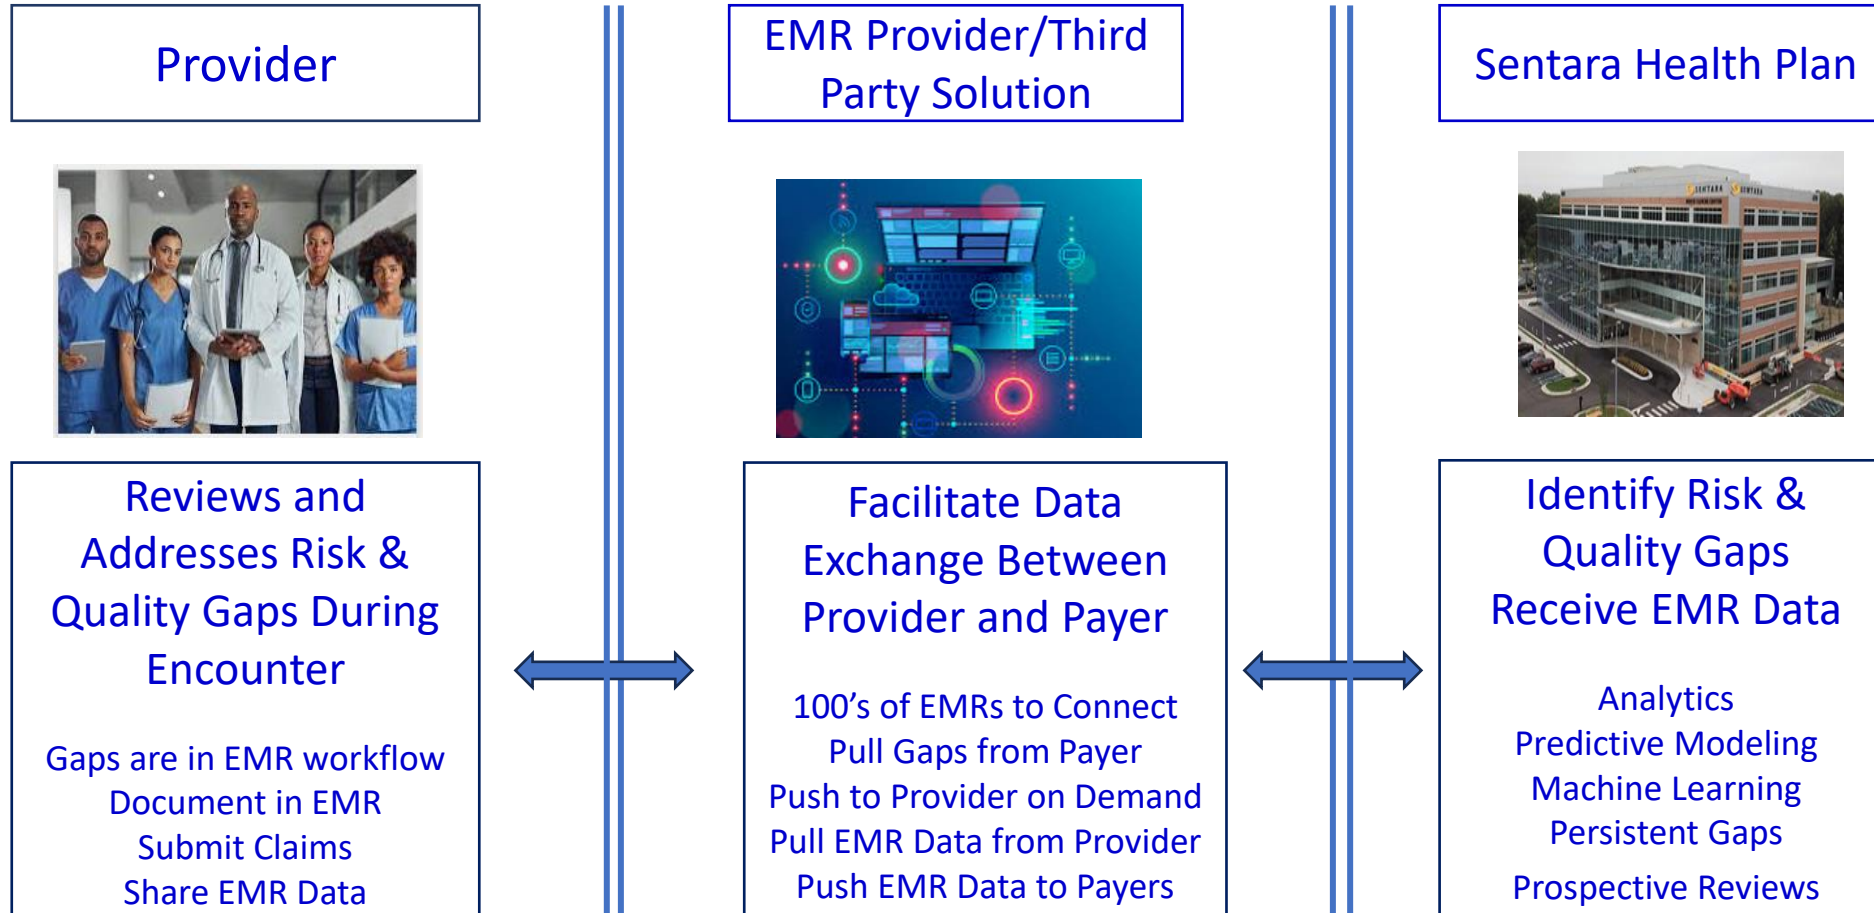 Provider
EMR Provider/Third
Party Solution
Sentara Health Plan
SENTARA
SENTARA
Reviews and
Addresses Risk &
Quality Gaps During
Encounter
Gaps are in EMR workflow
Document in EMR
Submit Claims
Share EMR Data
Facilitate Data
Exchange Between
Provider and Payer
100’s of EMRs to Connect
Pull Gaps from Payer
Push to Provider on Demand
Pull EMR Data from Provider
Push EMR Data to Payers
Identify Risk &
Quality Gaps
Receive EMR Data
Analytics
Predictive Modeling
Machine Learning
Persistent Gaps
Prospective Reviews